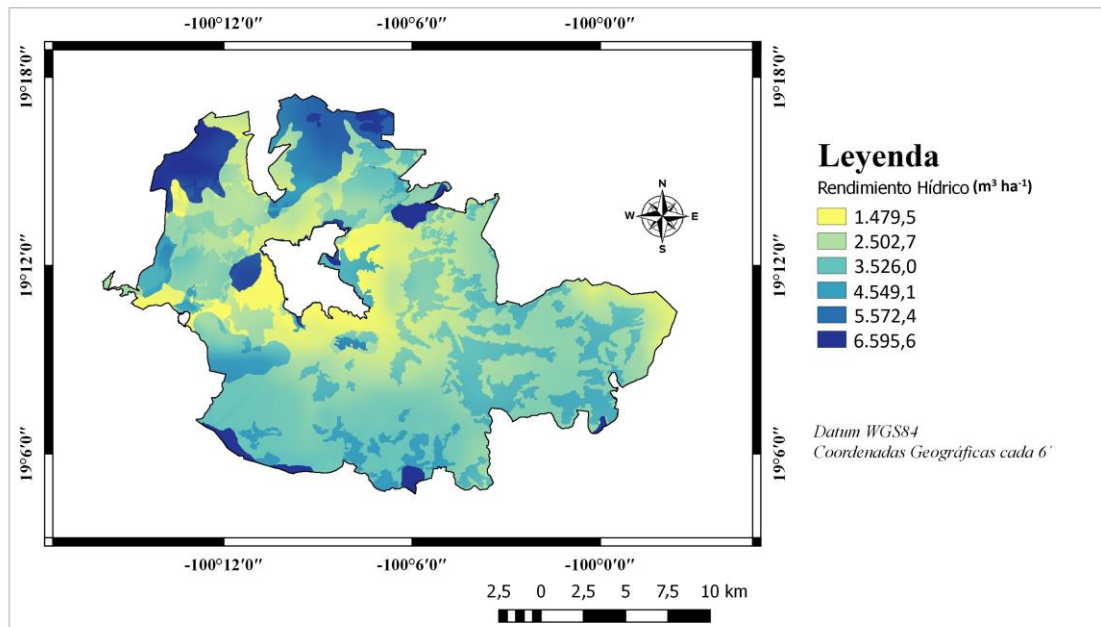 -100°12'0" -100°6'0" -100°0'0"
19°18'0" 19°18'0"
19°12'0" 19°12'0"
19°6'0" 19°6'0"
N
W E
S
Leyenda
Rendimiento Hídrico (m³ ha⁻¹)
1.479,5
2.502,7
3.526,0
4.549,1
5.572,4
6.595,6
Datum WGS84
Coordenadas Geográficas cada 6´
-100°12'0" -100°6'0" -100°0'0"
2,5 0 2,5 5 7,5 10 km